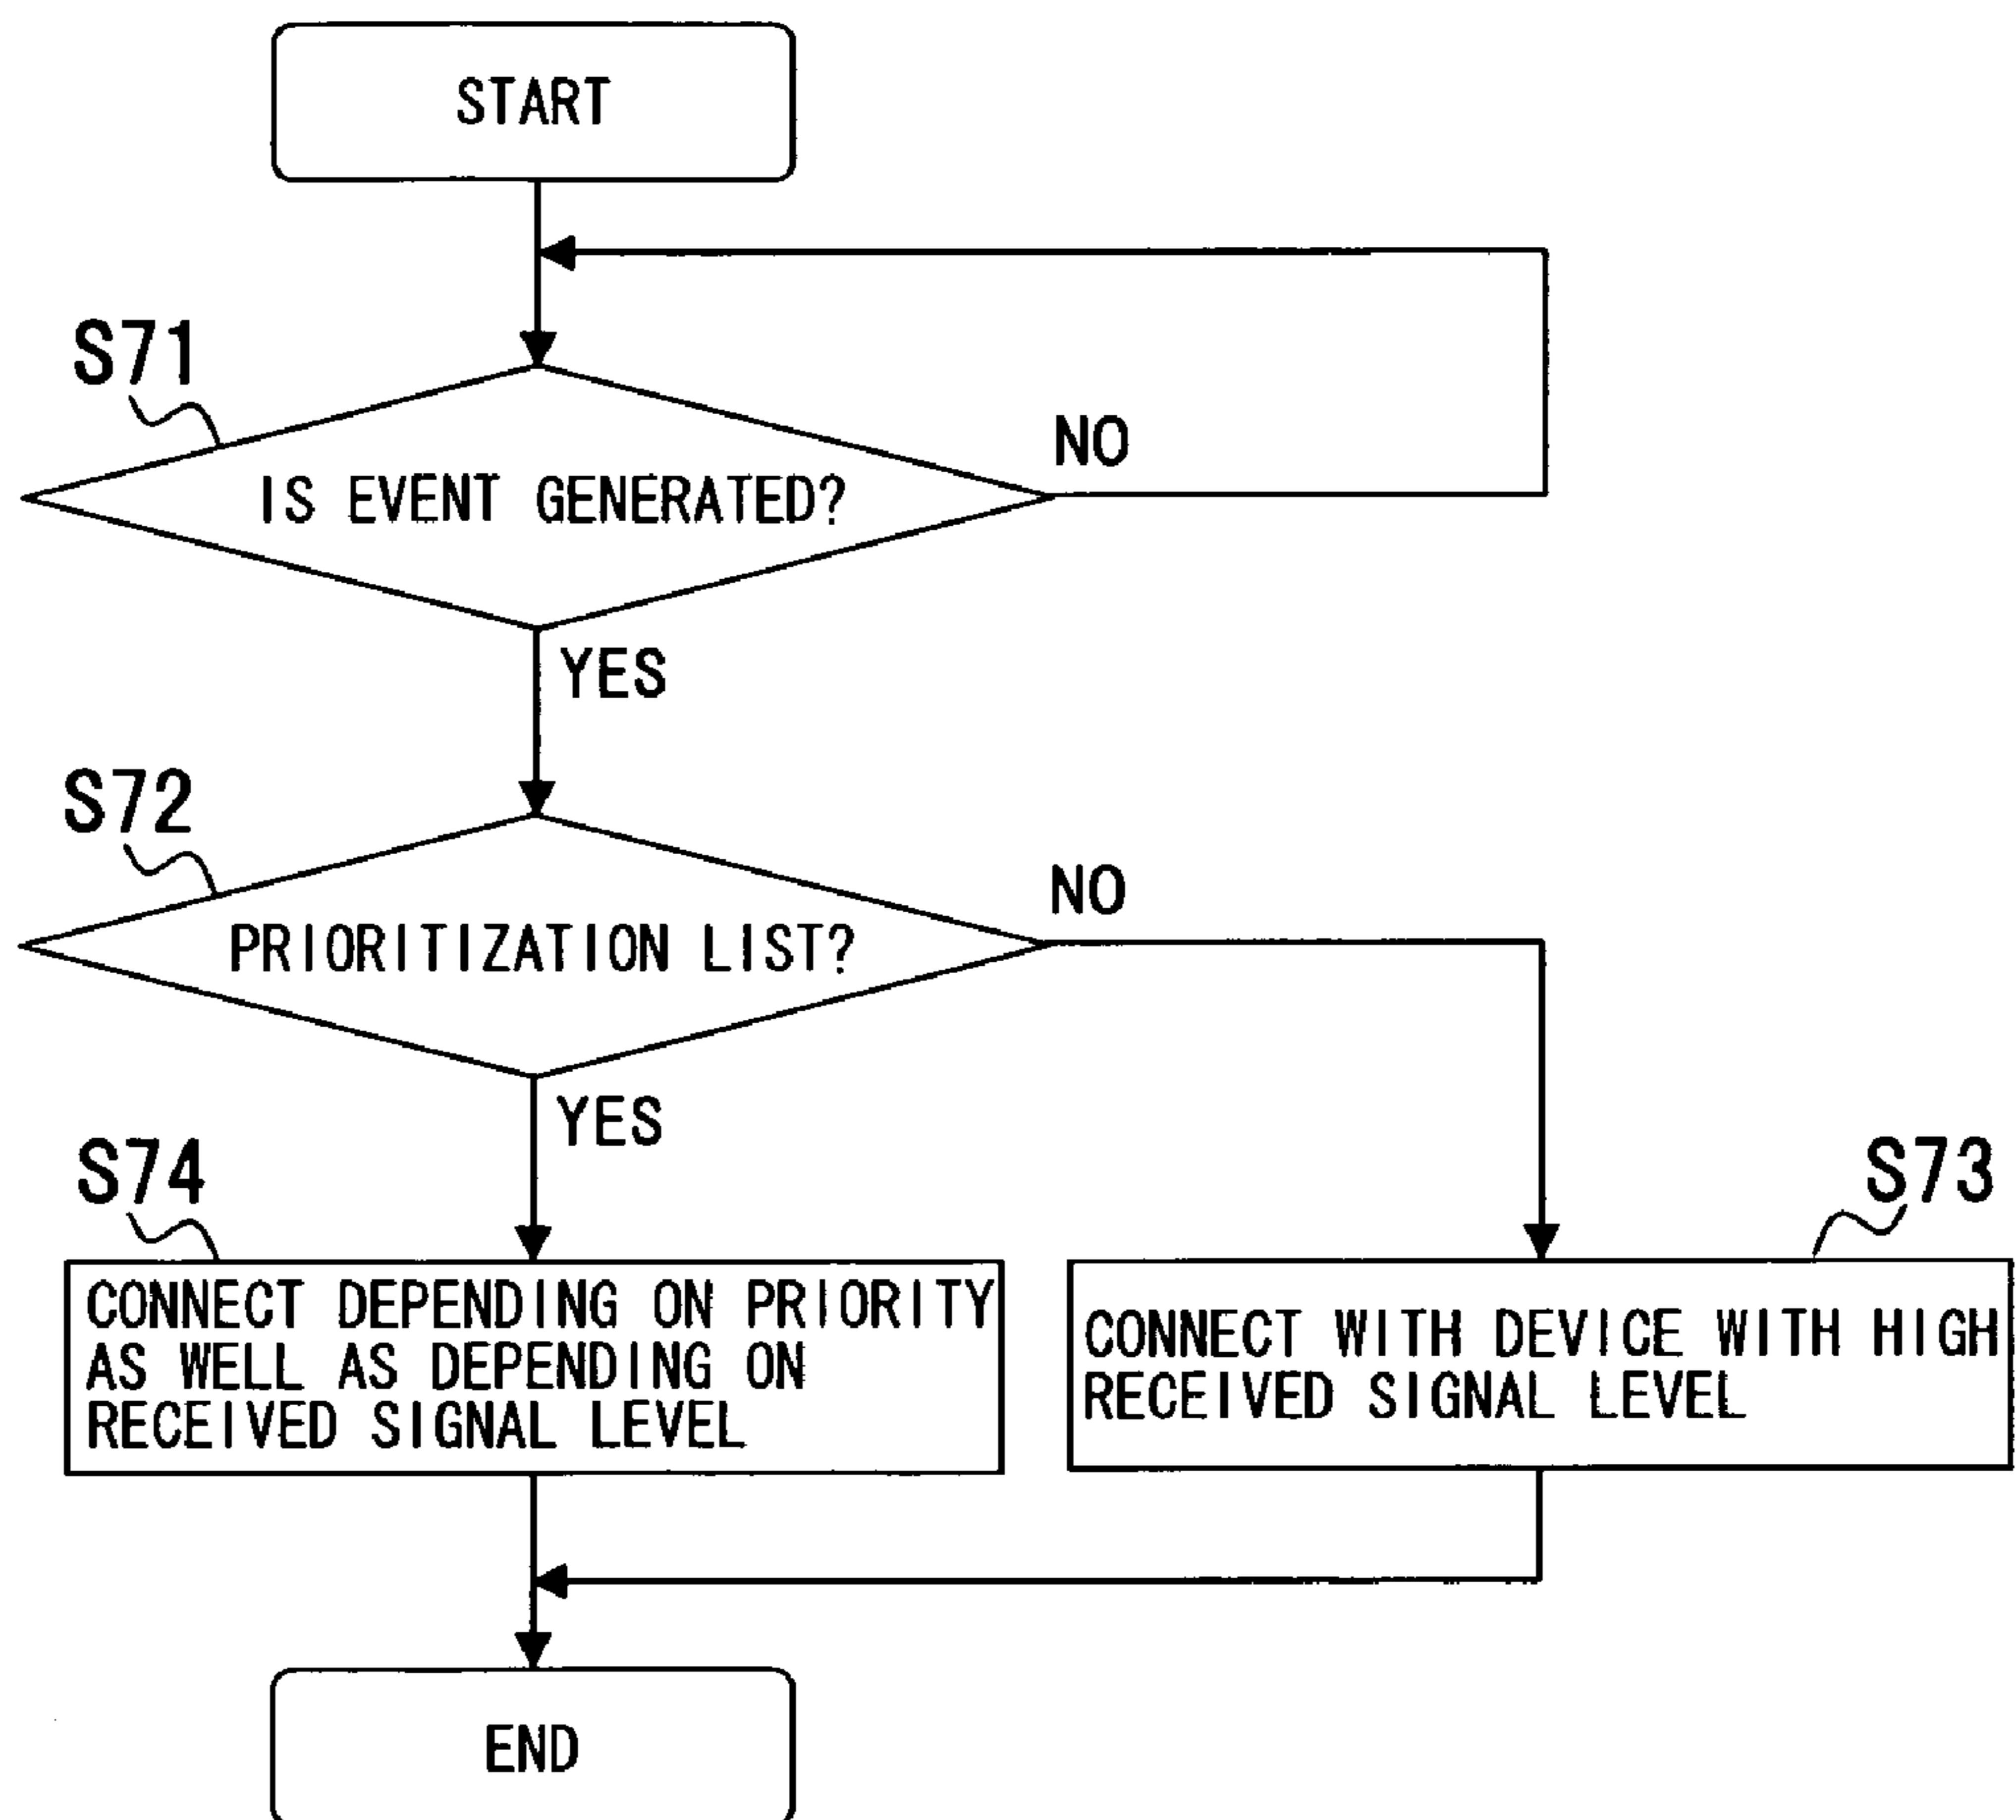 START
S71
NO
IS EVENT GENERATED?
YES
S72
NO
PRIORITIZATION LIST?
YES
S74
S73
CONNECT DEPENDING ON PRIORITY
AS WELL AS DEPENDING ON
RECEIVED SIGNAL LEVEL
CONNECT WITH DEVICE WITH HIGH
RECEIVED SIGNAL LEVEL
END